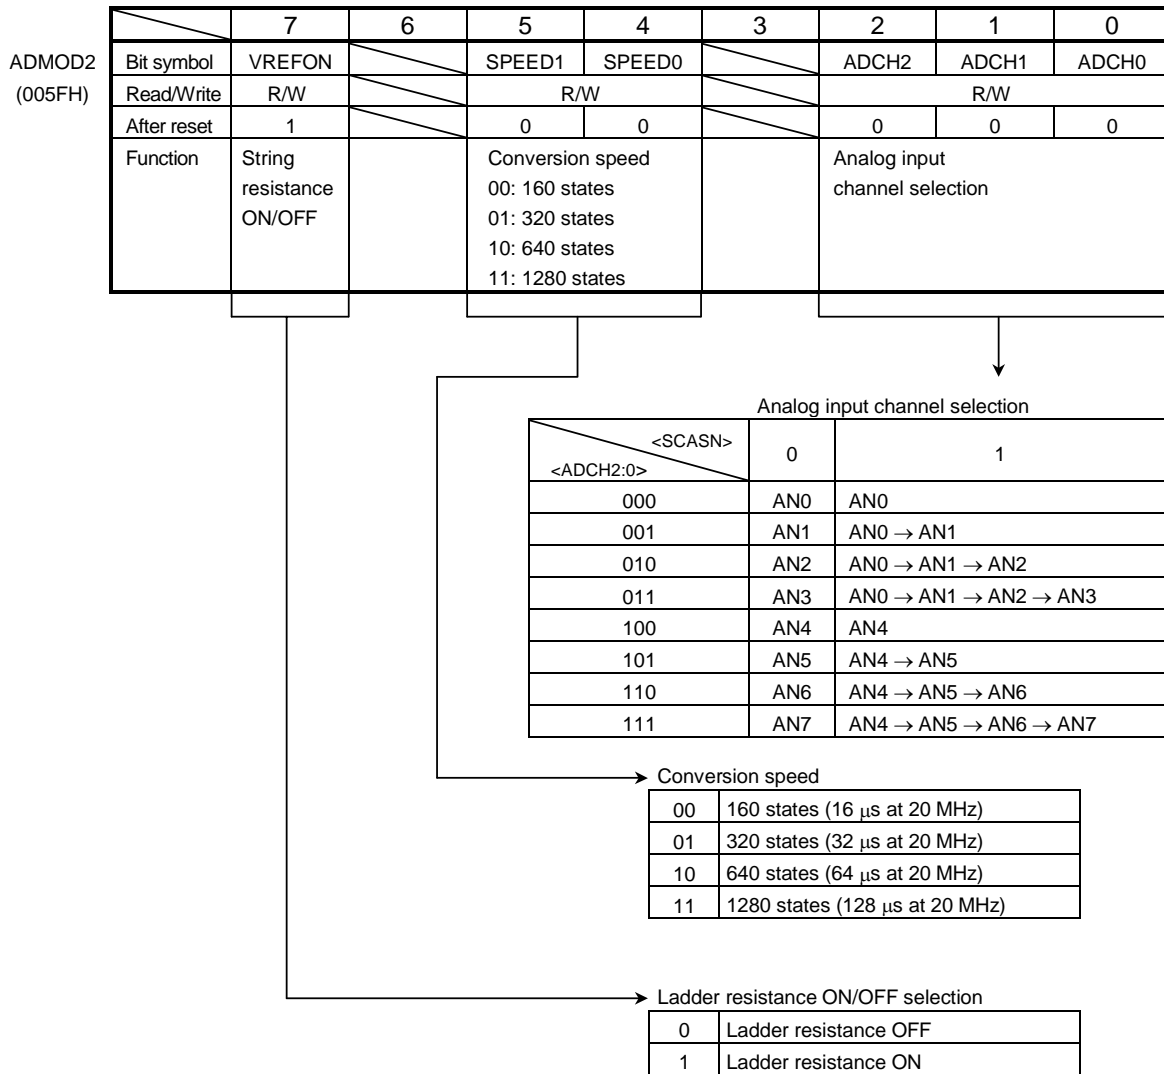 7 6 5 4 3 2 1 0
ADMOD2 Bit symbol VREFON SPEED1 SPEED0 ADCH2 ADCH1 ADCH0
(005FH) Read/Write R/W R/W R/W
After reset 1 0 0 0 0 0
Function String Conversion speed Analog input
resistance 00: 160 states channel selection
ON/OFF 01: 320 states
10: 640 states
11: 1280 states
Analog input channel selection
<SCASN> 0 1
<ADCH2:0>
000 AN0 AN0
001 AN1 AN0 → AN1
010 AN2 AN0 → AN1 → AN2
011 AN3 AN0 → AN1 → AN2 → AN3
100 AN4 AN4
101 AN5 AN4 → AN5
110 AN6 AN4 → AN5 → AN6
111 AN7 AN4 → AN5 → AN6 → AN7
Conversion speed
00 160 states (16 μs at 20 MHz)
01 320 states (32 μs at 20 MHz)
10 640 states (64 μs at 20 MHz)
11 1280 states (128 μs at 20 MHz)
Ladder resistance ON/OFF selection
0 Ladder resistance OFF
1 Ladder resistance ON